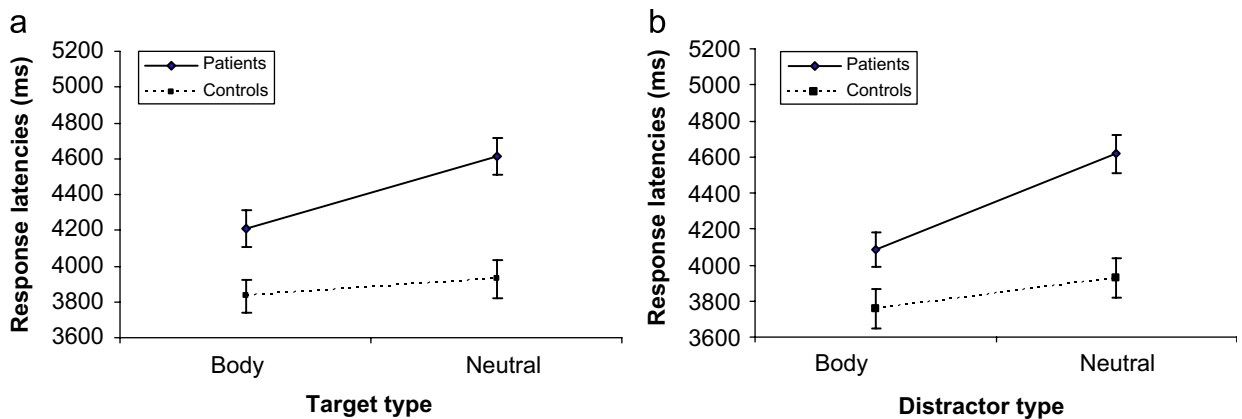 a
5200
5000
4800
4600
4400
4200
4000
3800
3600
Response latencies (ms)
Patients
Controls
Body Neutral
Target type
b
5200
5000
4800
4600
4400
4200
4000
3800
3600
Response latencies (ms)
Patients
Controls
Body Neutral
Distractor type